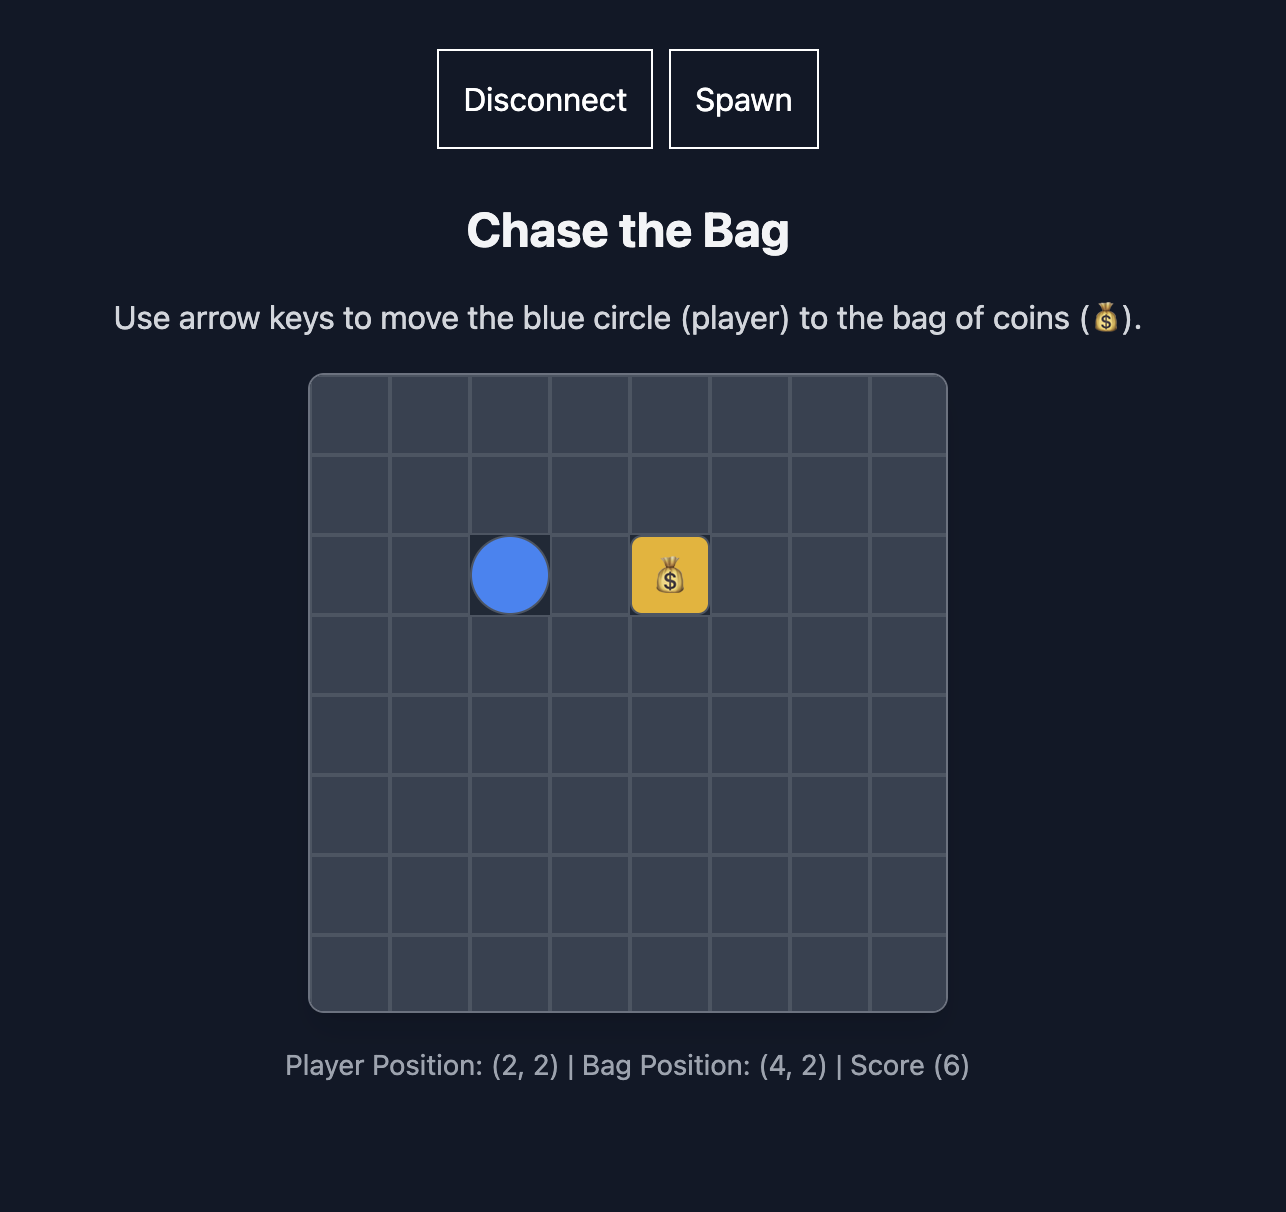 Disconnect
Spawn
Chase the Bag
Use arrow keys to move the blue circle (player) to the bag of coins (💰).
Player Position: (2, 2) | Bag Position: (4, 2) | Score (6)